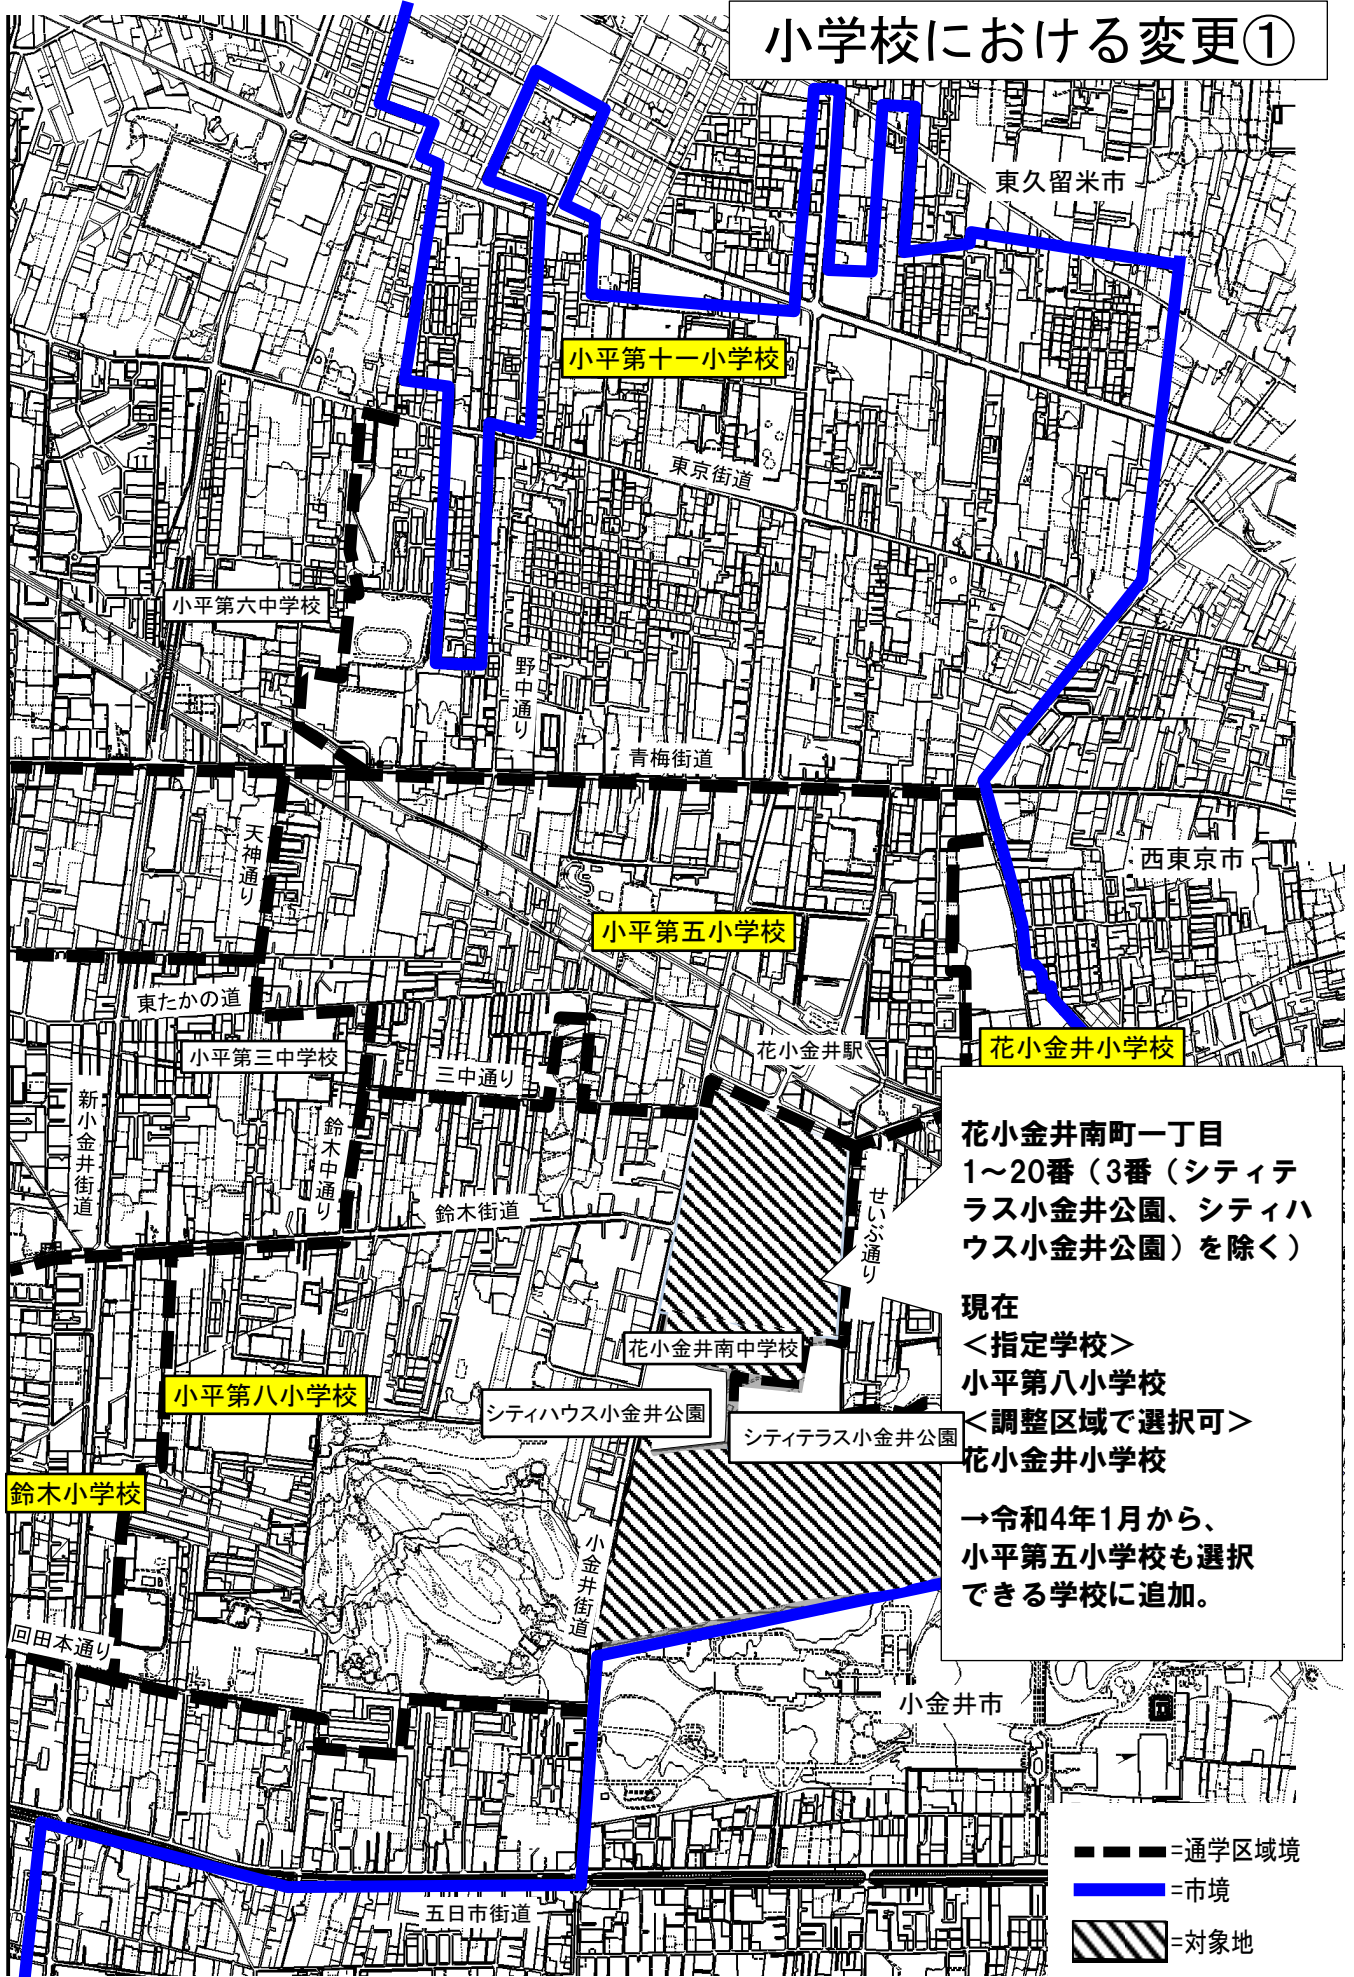 小学校における変更①
東久留米市
小平第十一小学校
東京街道
小平第六中学校
野中通り
青梅街道
天神通り
西東京市
小平第五小学校
東たかの道
花小金井駅
花小金井小学校
小平第三中学校
三中通り
新小金井街道
鈴木中通り
鈴木街道
せいぶ通り
花小金井南町一丁目
1～20番（3番（シティテ
ラス小金井公園、シティハ
ウス小金井公園）を除く）
現在
＜指定学校＞
小平第八小学校
＜調整区域で選択可＞
花小金井小学校
→令和4年1月から、
小平第五小学校も選択
できる学校に追加。
花小金井南中学校
小平第八小学校
シティハウス小金井公園
シティテラス小金井公園
鈴木小学校
小金井街道
回田本通り
小金井市
五日市街道
=通学区域境
=市境
=対象地